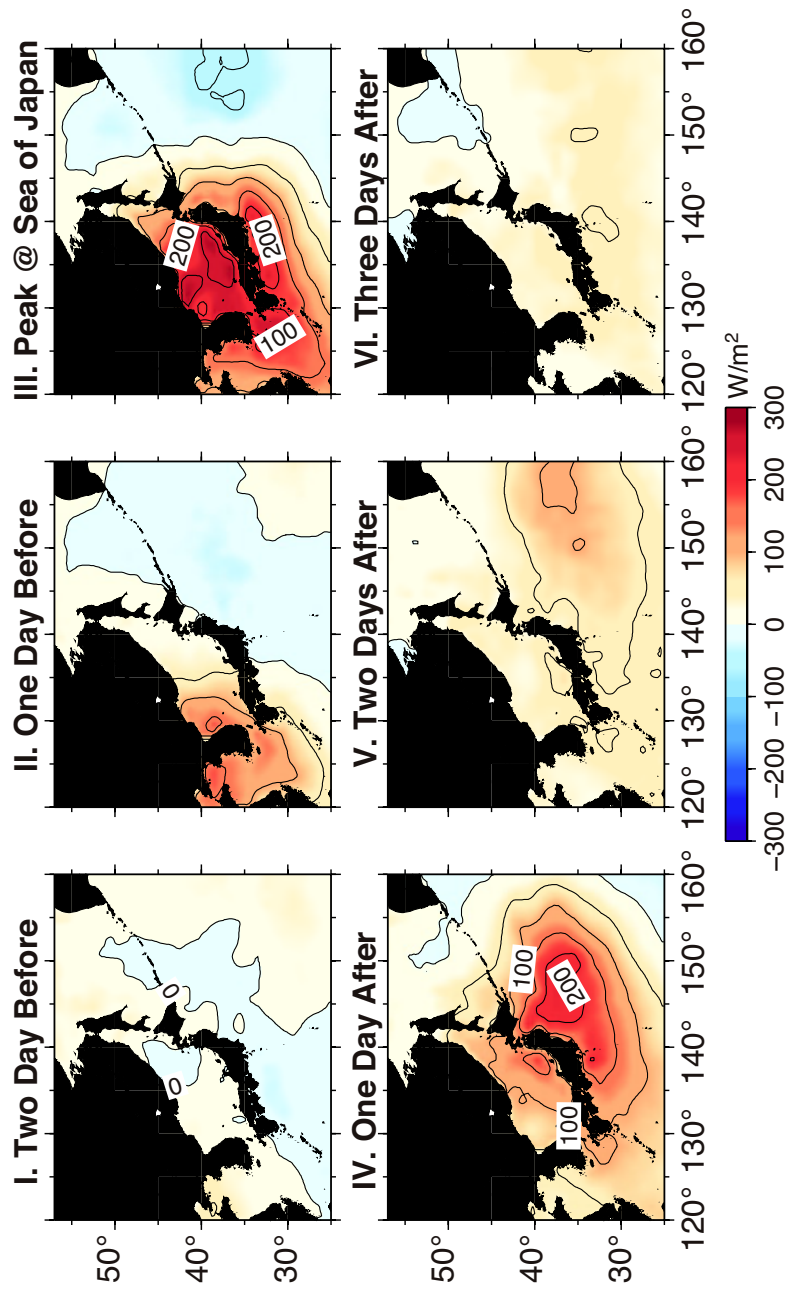 I. Two Day Before
II. One Day Before
III. Peak @ Sea of Japan
50°
40°
30°
0
0
200
200
100
IV. One Day After
V. Two Days After
VI. Three Days After
50°
40°
30°
100
200
100
120° 130° 140° 150° 160°
120° 130° 140° 150° 160°
120° 130° 140° 150° 160°
W/m²
−300 −200 −100 0 100 200 300